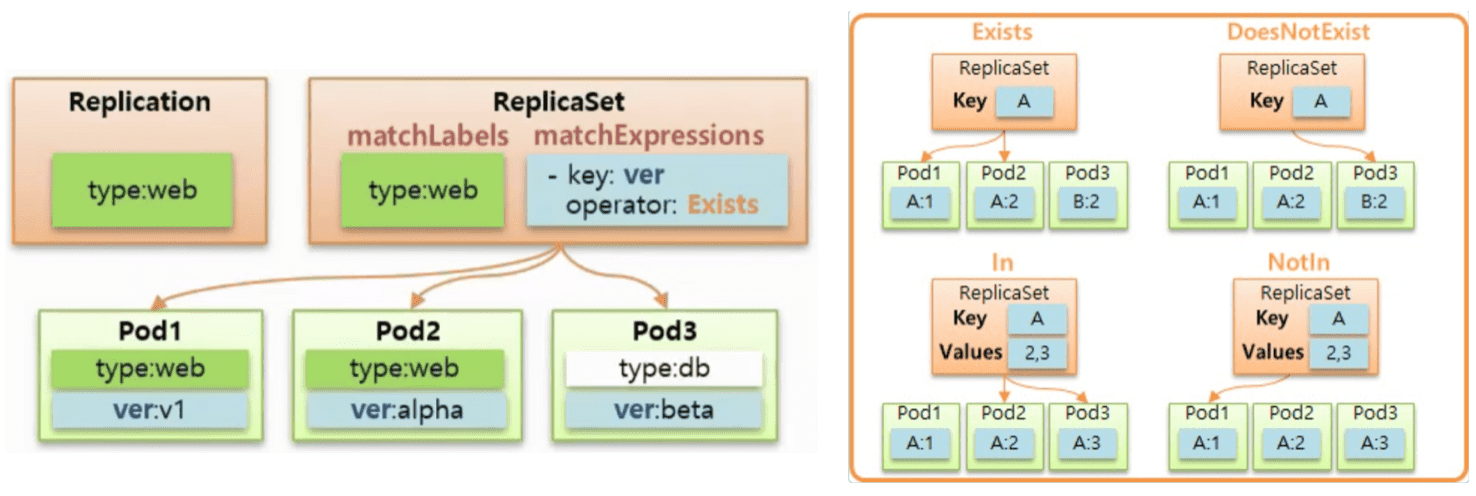 Replication
type:web
ReplicaSet
matchLabels matchExpressions
type:web
- key: ver
operator: Exists
Pod1
type:web
ver:v1
Pod2
type:web
ver:alpha
Pod3
type:db
ver:beta
Exists
ReplicaSet
Key A
Pod1 Pod2 Pod3
A:1 A:2 B:2
DoesNotExist
ReplicaSet
Key A
Pod1 Pod2 Pod3
A:1 A:2 B:2
In
ReplicaSet
Key A
Values 2,3
Pod1 Pod2 Pod3
A:1 A:2 A:3
NotIn
ReplicaSet
Key A
Values 2,3
Pod1 Pod2 Pod3
A:1 A:2 A:3